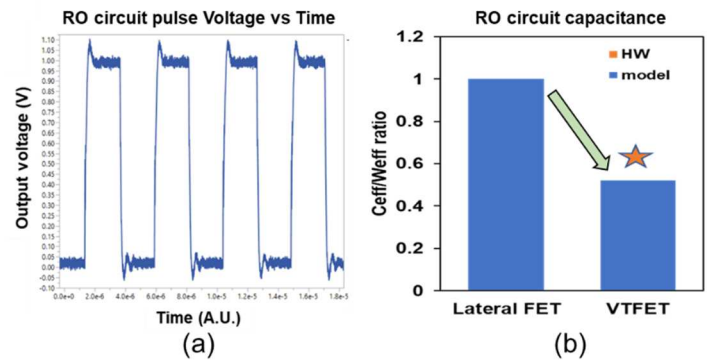 RO circuit pulse Voltage vs Time
Output voltage (V)
1.10
1.05
1.00
0.95
0.90
0.85
0.80
0.75
0.70
0.65
0.60
0.55
0.50
0.45
0.40
0.35
0.30
0.25
0.20
0.15
0.10
0.05
0.00
-0.05
-0.10
0.0e+0 2.0e-6 4.0e-6 6.0e-6 8.0e-6 1.0e-5 1.2e-5 1.4e-5 1.6e-5 1.8e-5
Time (A.U.)
(a)
RO circuit capacitance
Ceff/Weff ratio
1.2
1
0.8
0.6
0.4
0.2
0
HW
model
Lateral FET VTFET
(b)